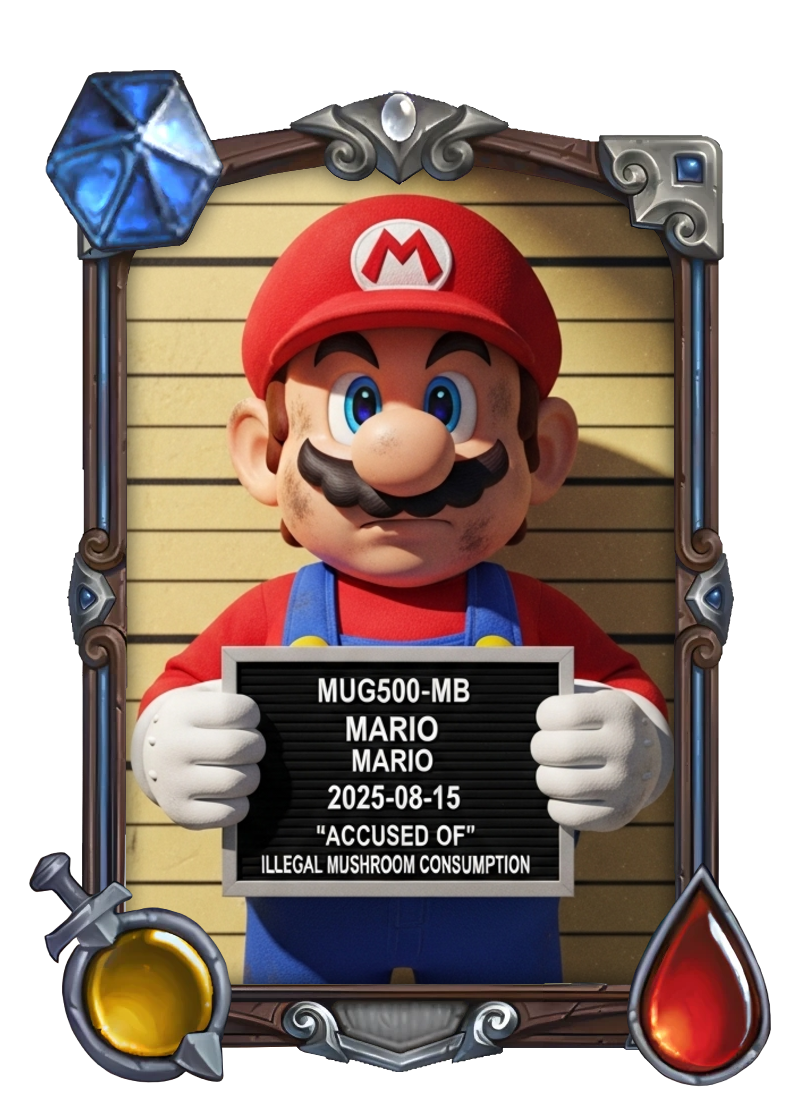 M
MUG500-MB
MARIO
MARIO
2025-08-15
“ACCUSED OF”
ILLEGAL MUSHROOM CONSUMPTION